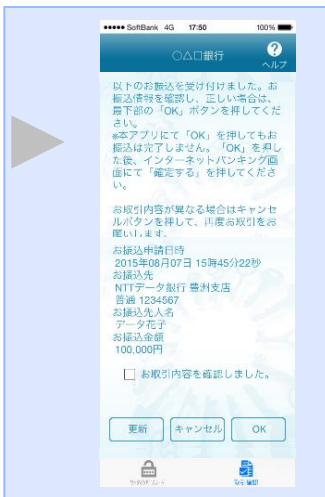 ••••• SoftBank 4G 17:50 100%
○△□銀行
?
ヘルプ
以下のお振込を受け付けました。お
振込情報を確認し、正しい場合は、
最下部の「OK」ボタンを押してくだ
さい。
※本アプリにて「OK」を押してもお
振込は完了しません。「OK」を押し
た後、インターネットバンキング画
面にて「確定する」を押してくださ
い。
お取引内容が異なる場合はキャンセ
ルボタンを押して、再度お取引をお
願いします。
お振込申請日時
2015年08月07日 15時45分22秒
お振込先
NTTデータ銀行 豊洲支店
普通 1234567
お振込先人名
データ花子
お振込金額
100,000円
お取引内容を確認しました。
更新 キャンセル OK
取引確認